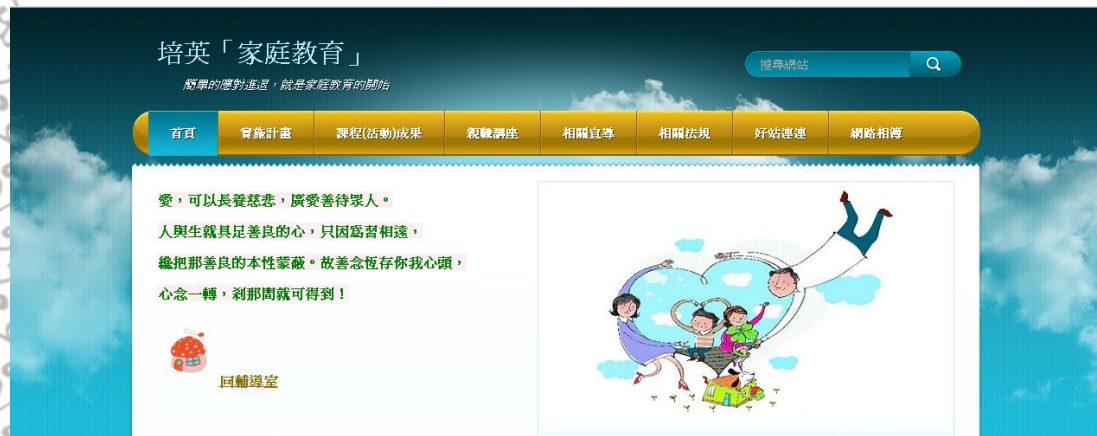 培英「家庭教育」
簡單的應對進退,就是家庭教育的開始
搜尋網站
首頁 實施計畫 課程(活動)成果 親職講座 相關宣導 相關法規 好站連連 網路相簿
愛,可以長養慈悲,廣愛善待眾人。
人與生就具足善良的心,只因為習相遠,
纔把那善良的本性蒙蔽。故善念恆存你我心頭,
心念一轉,剎那間就可得到!
回輔導室